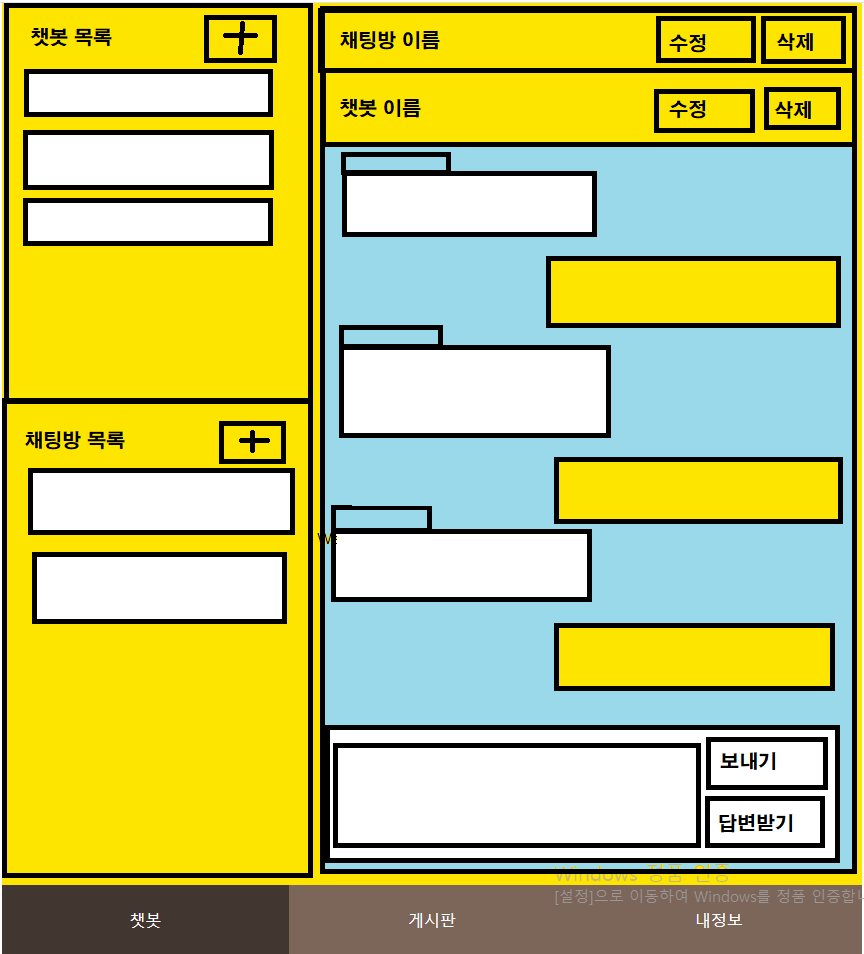 챗봇 목록
채팅방 이름
수정
삭제
챗봇 이름
수정
삭제
채팅방 목록
보내기
답변받기
Windows 정품 인증
[설정]으로 이동하여 Windows를 정품 인증합니
챗봇
게시판
내정보